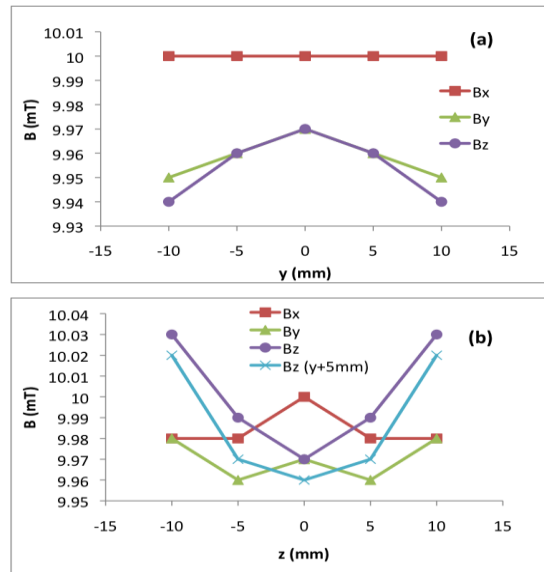 10.01
10
9.99
9.98
9.97
9.96
9.95
9.94
9.93
B (mT)
(a)
Bx
By
Bz
-15 -10 -5 0 5 10 15
y (mm)
10.04
10.03
10.02
10.01
10
9.99
9.98
9.97
9.96
9.95
B (mT)
Bx
By
Bz
Bz (y+5mm)
(b)
-15 -10 -5 0 5 10 15
z (mm)